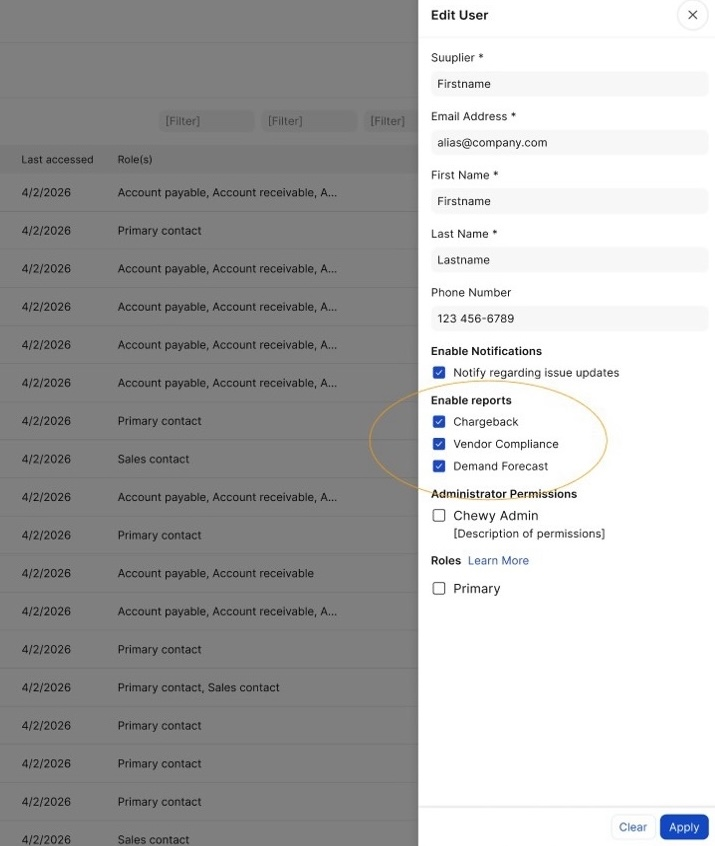 Edit User
Suuplier *
Firstname
Email Address *
alias@company.com
First Name *
Firstname
Last Name *
Lastname
Phone Number
123 456-6789
Enable Notifications
Notify regarding issue updates
Enable reports
Chargeback
Vendor Compliance
Demand Forecast
Administrator Permissions
Chewy Admin
[Description of permissions]
Roles Learn More
Primary
Clear Apply
[Filter] [Filter] [Filter]
Last accessed Role(s)
4/2/2026 Account payable, Account receivable, A...
4/2/2026 Primary contact
4/2/2026 Account payable, Account receivable, A...
4/2/2026 Account payable, Account receivable, A...
4/2/2026 Account payable, Account receivable, A...
4/2/2026 Account payable, Account receivable, A...
4/2/2026 Primary contact
4/2/2026 Sales contact
4/2/2026 Account payable, Account receivable, A...
4/2/2026 Primary contact
4/2/2026 Account payable, Account receivable
4/2/2026 Account payable, Account receivable, A...
4/2/2026 Primary contact
4/2/2026 Primary contact, Sales contact
4/2/2026 Primary contact
4/2/2026 Primary contact
4/2/2026 Primary contact
4/2/2026 Sales contact